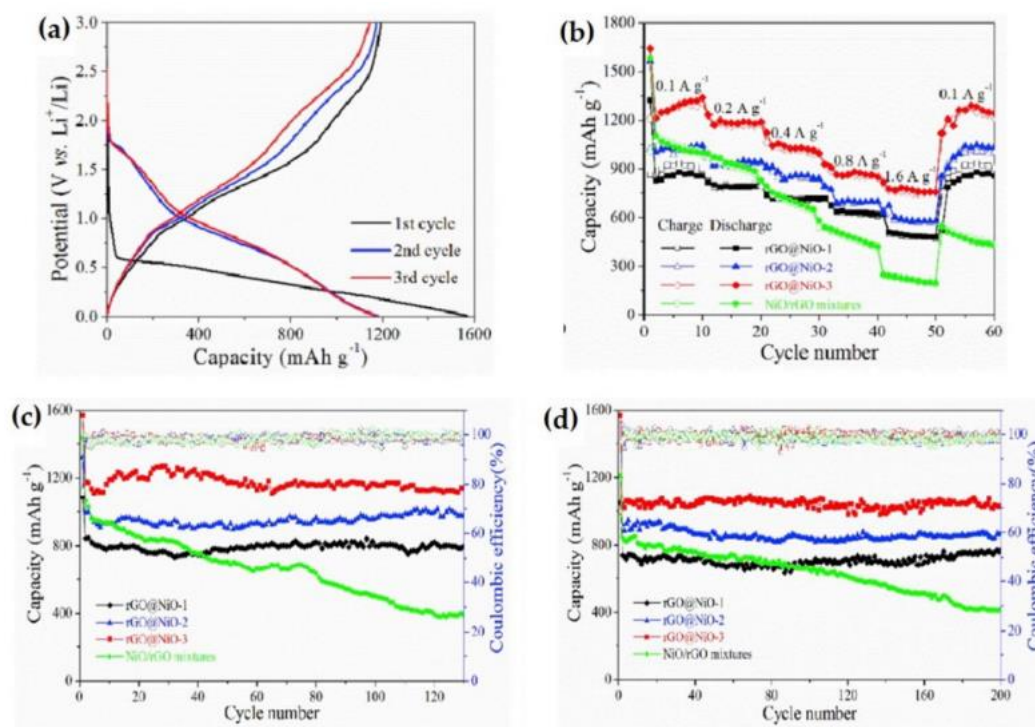 (a)
3.0
2.5
2.0
1.5
1.0
0.5
0.0
Potential (V vs. Li⁺/Li)
1st cycle
2nd cycle
3rd cycle
0 400 800 1200 1600
Capacity (mAh g⁻¹)
(b)
1800
1500
1200
900
600
300
0
Capacity (mAh g⁻¹)
0.1 A g⁻¹
0.2 A g⁻¹
0.4 A g⁻¹
0.8 A g⁻¹
1.6 A g⁻¹
0.1 A g⁻¹
Charge Discharge
rGO@NiO-1
rGO@NiO-2
rGO@NiO-3
NiO/rGO mixtures
0 10 20 30 40 50 60
Cycle number
(c)
1600
1200
800
400
0
Capacity (mAh g⁻¹)
rGO@NiO-1
rGO@NiO-2
rGO@NiO-3
NiO/rGO mixtures
100
80
60
40
20
0
Coulombic efficiency(%)
0 20 40 60 80 100 120
Cycle number
(d)
1600
1200
800
400
0
Capacity (mAh g⁻¹)
rGO@NiO-1
rGO@NiO-2
rGO@NiO-3
NiO/rGO mixtures
100
80
60
40
20
0
Coulombic efficiency(%)
0 40 80 120 160 200
Cycle number